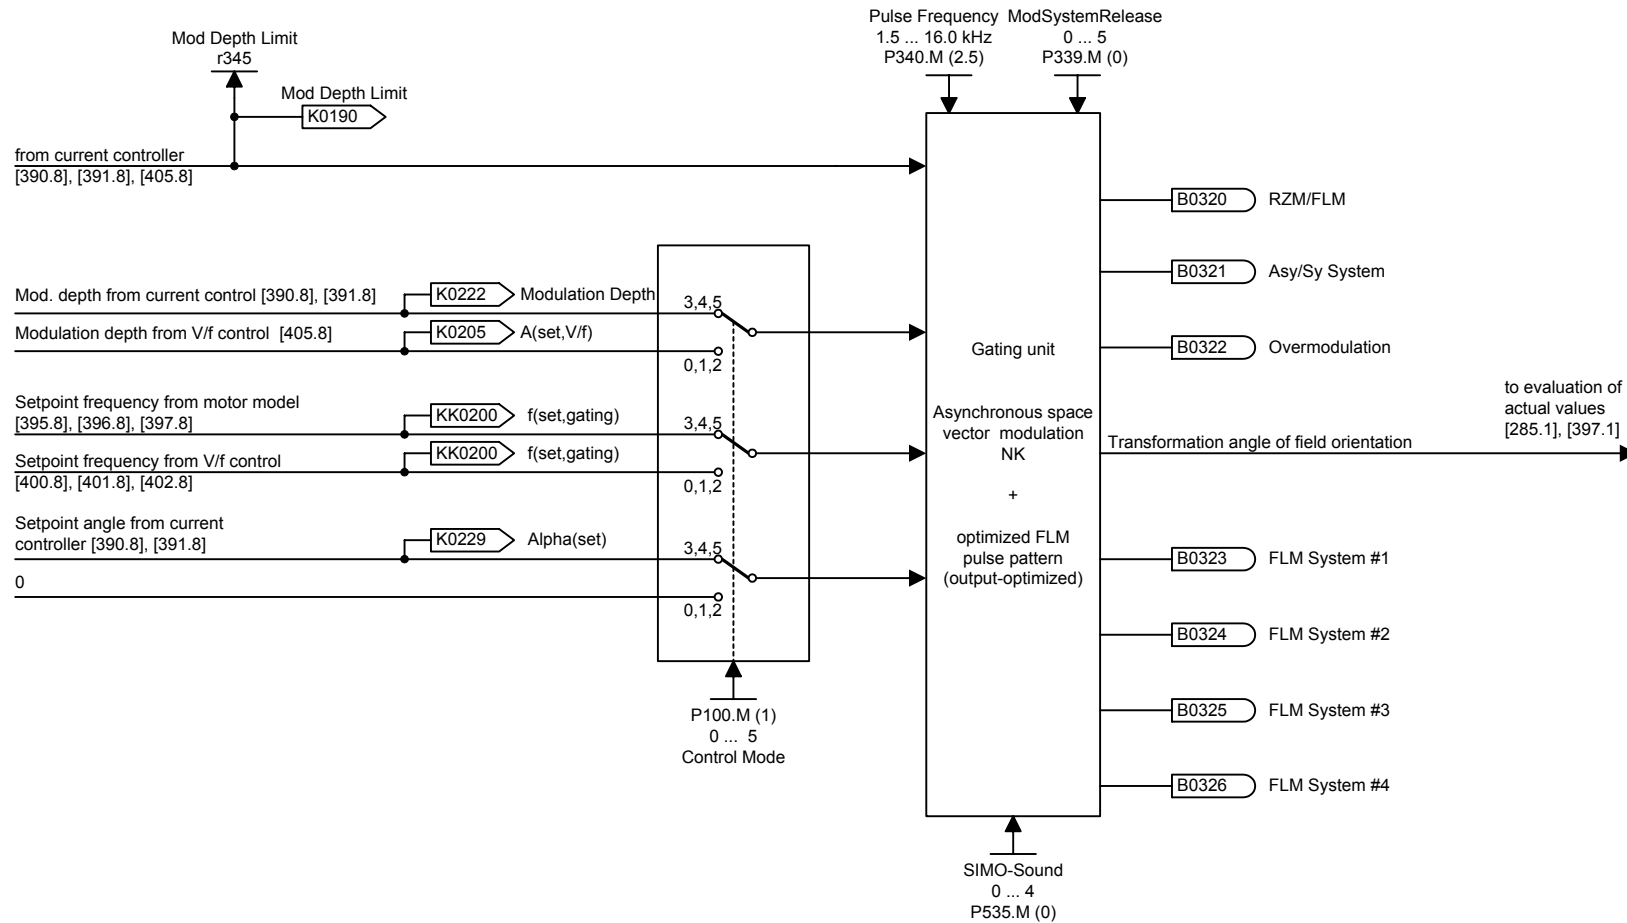 Pulse Frequency
1.5 ... 16.0 kHz
P340.M (2.5)
ModSystemRelease
0 ... 5
P339.M (0)
Mod Depth Limit
r345
Mod Depth Limit
K0190
from current controller
[390.8], [391.8], [405.8]
Mod. depth from current control [390.8], [391.8]
K0222
Modulation Depth
Modulation depth from V/f control [405.8]
K0205
A(set,V/f)
3,4,5
0,1,2
Setpoint frequency from motor model
[395.8], [396.8], [397.8]
KK0200
f(set,gating)
Setpoint frequency from V/f control
[400.8], [401.8], [402.8]
KK0200
f(set,gating)
3,4,5
0,1,2
Setpoint angle from current
controller [390.8], [391.8]
K0229
Alpha(set)
0
3,4,5
0,1,2
P100.M (1)
0 ... 5
Control Mode
Gating unit
Asynchronous space
vector modulation
NK
+
optimized FLM
pulse pattern
(output-optimized)
B0320
RZM/FLM
B0321
Asy/Sy System
B0322
Overmodulation
to evaluation of
actual values
[285.1], [397.1]
Transformation angle of field orientation
B0323
FLM System #1
B0324
FLM System #2
B0325
FLM System #3
B0326
FLM System #4
SIMO-Sound
0 ... 4
P535.M (0)